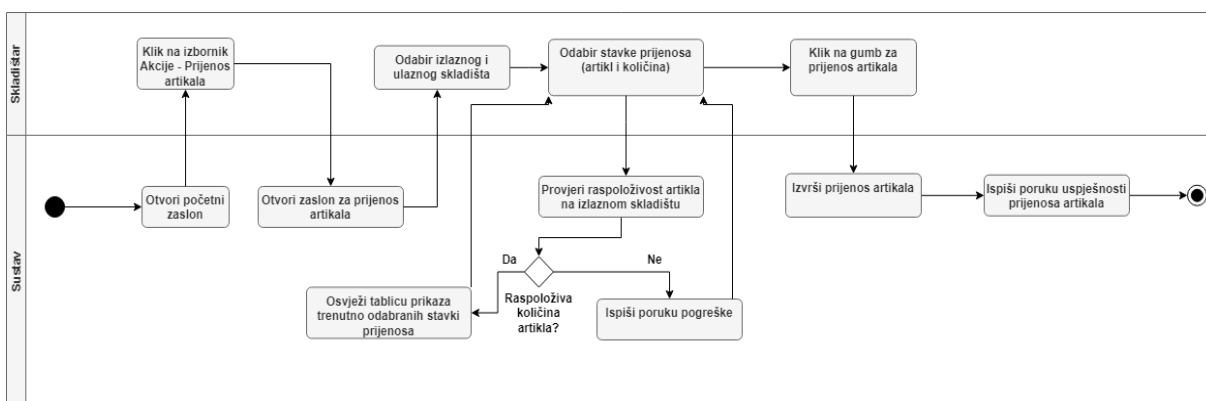 Skladištar
Klik na izbornik
Akcije - Prijenos
artikala
Odabir izlaznog i
ulaznog skladišta
Odabir stavke prijenosa
(artikl i količina)
Klik na gumb za
prijenos artikala
Sustav
Otvori početni
zaslon
Otvori zaslon za prijenos
artikala
Provjeri raspoloživost artikla
na izlaznom skladištu
Izvrši prijenos artikala
Ispiši poruku uspješnosti
prijenosa artikala
Da
Ne
Raspoloživa
količina
artikla?
Osvježi tablicu prikaza
trenutno odabranih stavki
prijenosa
Ispiši poruku pogreške